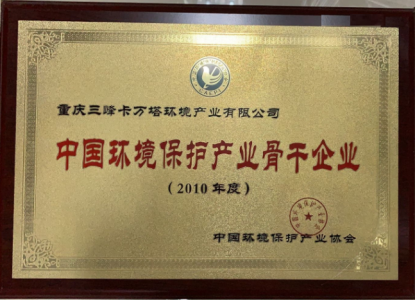 重庆三峰卡万塔环境产业有限公司
中国环境保护产业骨干企业
(2010年度)
中国环境保护产业协会